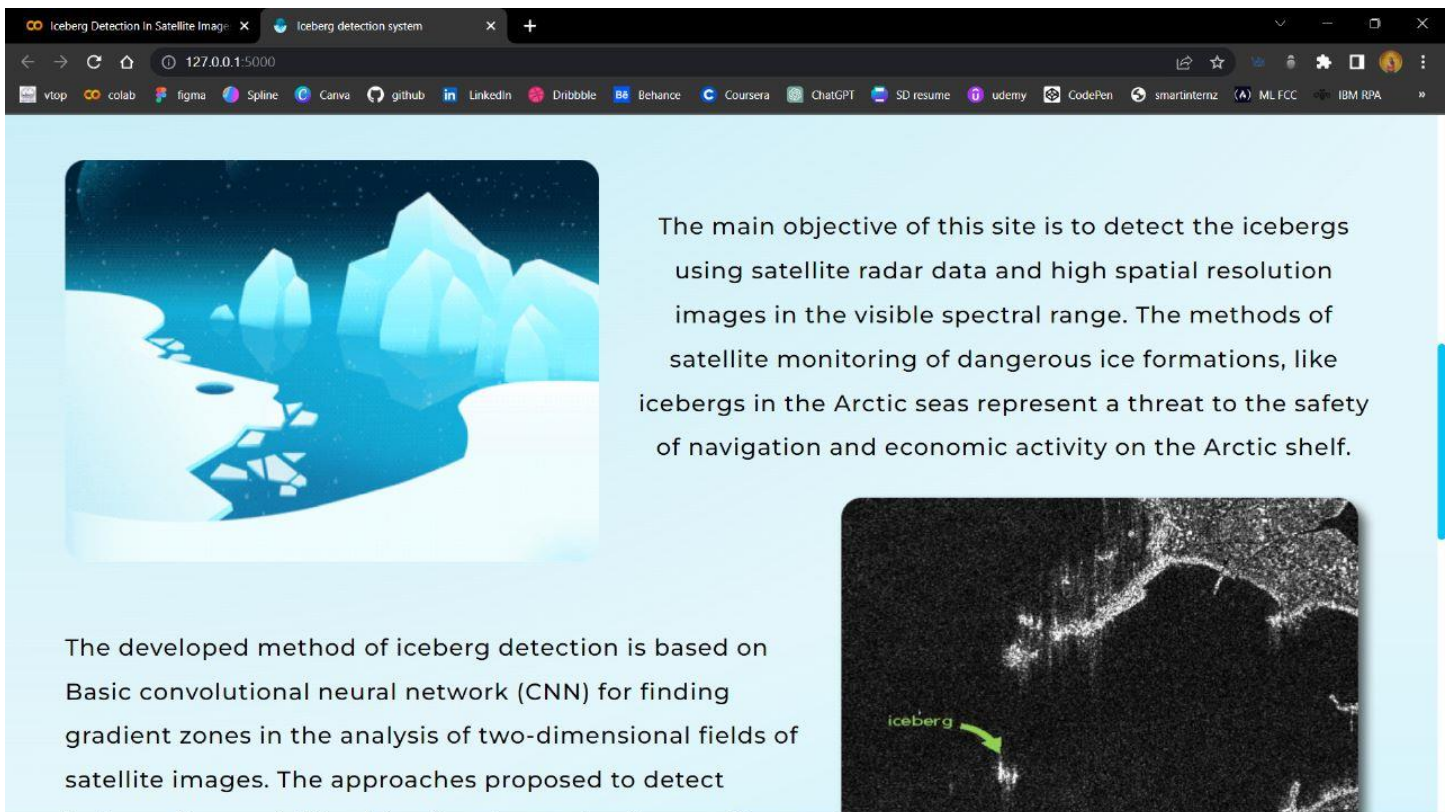 Iceberg Detection In Satellite Image
Iceberg detection system
127.0.0.1:5000
vtop colab figma Spline Canva github LinkedIn Dribbble Behance Coursera ChatGPT SD resume udemy CodePen smartinternz ML FCC IBM RPA »
The main objective of this site is to detect the icebergs
using satellite radar data and high spatial resolution
images in the visible spectral range. The methods of
satellite monitoring of dangerous ice formations, like
icebergs in the Arctic seas represent a threat to the safety
of navigation and economic activity on the Arctic shelf.
The developed method of iceberg detection is based on
Basic convolutional neural network (CNN) for finding
gradient zones in the analysis of two-dimensional fields of
satellite images. The approaches proposed to detect
iceberg